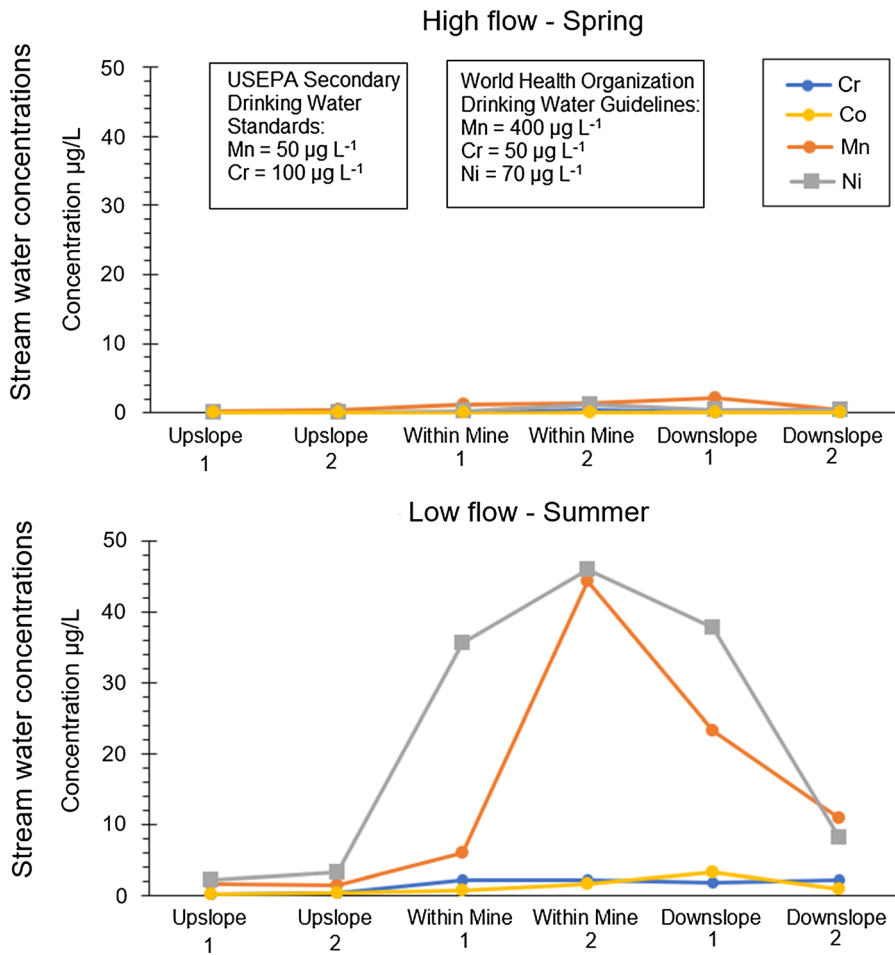 High flow - Spring
Stream water concentrations
Concentration µg/L
50
40
30
20
10
0
USEPA Secondary
Drinking Water
Standards:
Mn = 50 µg L⁻¹
Cr = 100 µg L⁻¹
World Health Organization
Drinking Water Guidelines:
Mn = 400 µg L⁻¹
Cr = 50 µg L⁻¹
Ni = 70 µg L⁻¹
Cr
Co
Mn
Ni
Upslope
1
Upslope
2
Within Mine
1
Within Mine
2
Downslope
1
Downslope
2
Low flow - Summer
Stream water concentrations
Concentration µg/L
50
40
30
20
10
0
Upslope
1
Upslope
2
Within Mine
1
Within Mine
2
Downslope
1
Downslope
2